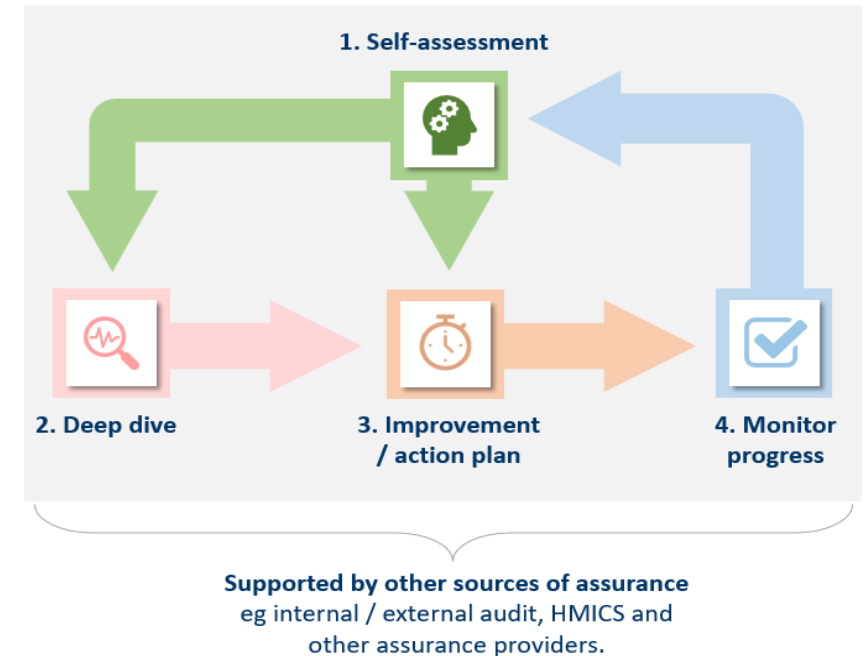 1. Self-assessment
2. Deep dive
3. Improvement
/ action plan
4. Monitor
progress
Supported by other sources of assurance
eg internal / external audit, HMICS and
other assurance providers.